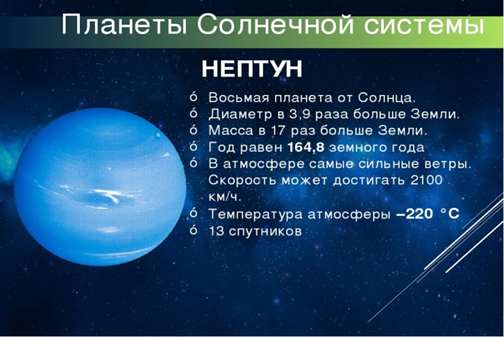 Планеты Солнечной системы
НЕПТУН
ó Восьмая планета от Солнца.
ó Диаметр в 3,9 раза больше Земли.
ó Масса в 17 раз больше Земли.
ó Год равен 164,8 земного года
ó В атмосфере самые сильные ветры.
Скорость может достигать 2100
км/ч.
ó Температура атмосферы –220 °С
ó 13 спутников